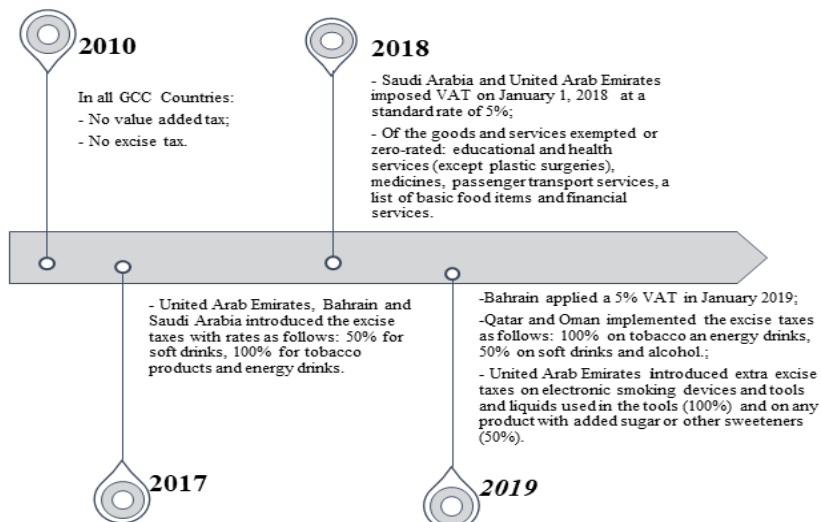 2010
In all GCC Countries:
- No value added tax;
- No excise tax.
2018
- Saudi Arabia and United Arab Emirates
imposed VAT on January 1, 2018 at a
standard rate of 5%;
- Of the goods and services exempted or
zero-rated: educational and health
services (except plastic surgeries),
medicines, passenger transport services, a
list of basic food items and financial
services.
- United Arab Emirates, Bahrain and
Saudi Arabia introduced the excise
taxes with rates as follows: 50% for
soft drinks, 100% for tobacco
products and energy drinks.
2017
-Bahrain applied a 5% VAT in January 2019;
-Qatar and Oman implemented the excise taxes
as follows: 100% on tobacco an energy drinks,
50% on soft drinks and alcohol.;
- United Arab Emirates introduced extra excise
taxes on electronic smoking devices and tools
and liquids used in the tools (100%) and on any
product with added sugar or other sweeteners
(50%).
2019